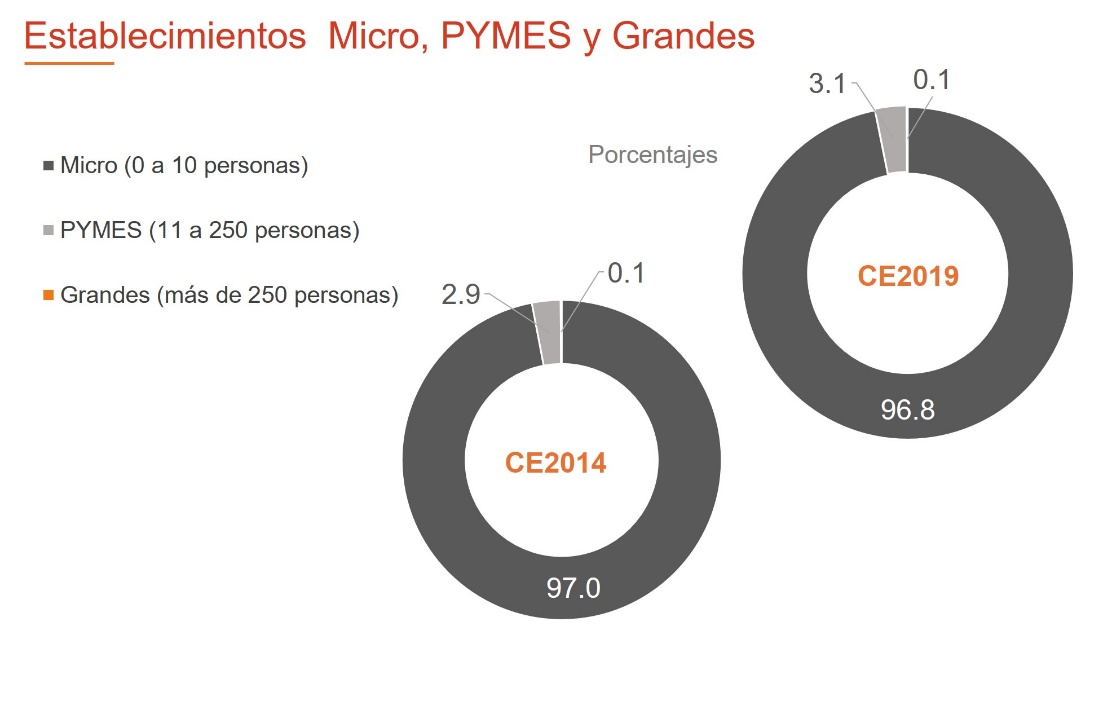 Establecimientos  Micro, PYMES y Grandes
Micro (0 a 10 personas)
PYMES (11 a 250 personas)
Grandes (más de 250 personas)
Porcentajes
3.1
0.1
CE2019
96.8
2.9
0.1
CE2014
97.0